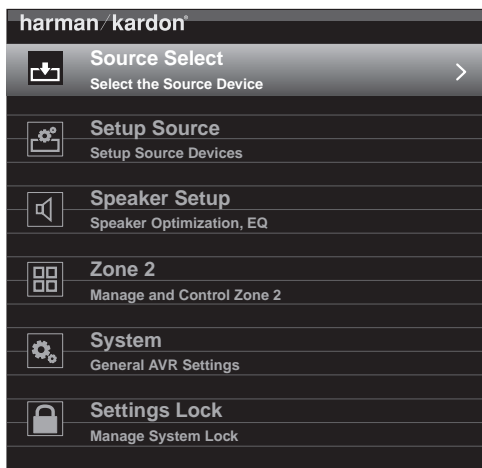 harman/kardon®
Source Select
Select the Source Device
Setup Source
Setup Source Devices
Speaker Setup
Speaker Optimization, EQ
Zone 2
Manage and Control Zone 2
System
General AVR Settings
Settings Lock
Manage System Lock